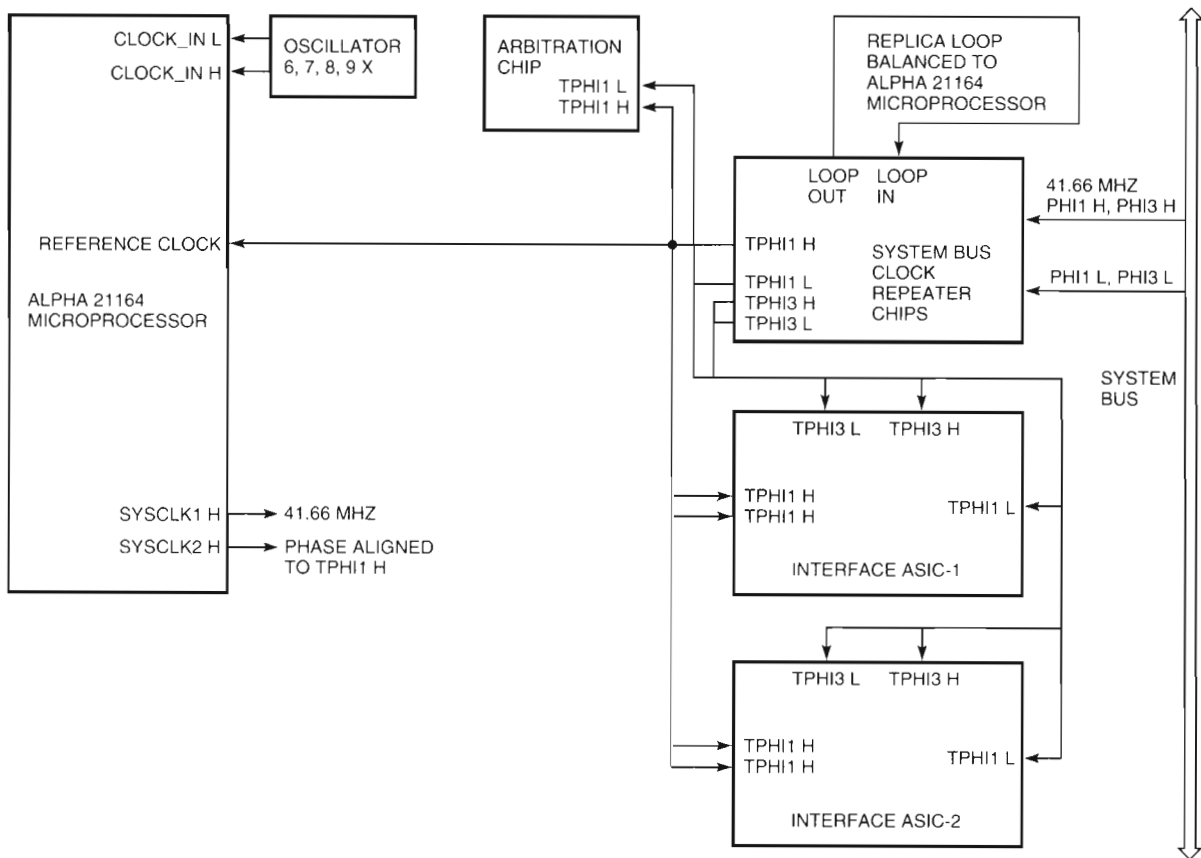 CLOCK_IN L
CLOCK_IN H
OSCILLATOR
6, 7, 8, 9 X
ARBITRATION
CHIP
TPHI1 L
TPHI1 H
REPLICA LOOP
BALANCED TO
ALPHA 21164
MICROPROCESSOR
LOOP OUT
LOOP IN
41.66 MHZ
PHI1 H, PHI3 H
REFERENCE CLOCK
TPHI1 H
TPHI1 L
TPHI3 H
TPHI3 L
SYSTEM BUS
CLOCK
REPEATER
CHIPS
PHI1 L, PHI3 L
ALPHA 21164
MICROPROCESSOR
SYSTEM
BUS
TPHI3 L
TPHI3 H
TPHI1 H
TPHI1 H
TPHI1 L
INTERFACE ASIC-1
SYSCLK1 H
41.66 MHZ
SYSCLK2 H
PHASE ALIGNED
TO TPHI1 H
TPHI3 L
TPHI3 H
TPHI1 H
TPHI1 H
TPHI1 L
INTERFACE ASIC-2